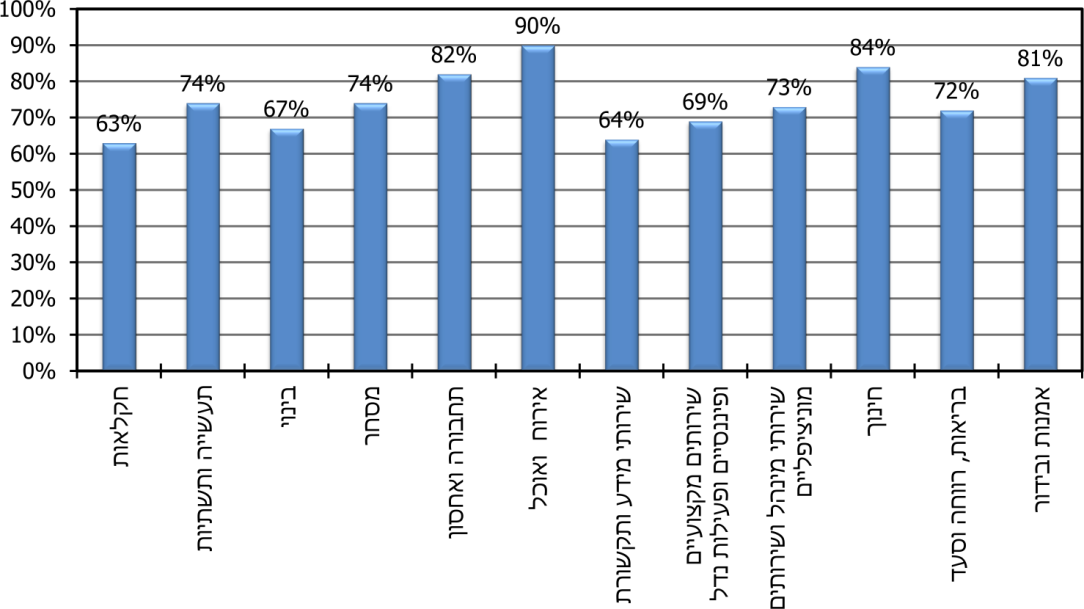 100%
90%
80%
70%
60%
50%
40%
30%
20%
10%
0%
63%
74%
67%
74%
82%
90%
64%
69%
73%
84%
72%
81%
חקלאות
תעשייה ותשתיות
בינוי
מסחר
תחבורה ואחסון
אירוח ואוכל
שירותי מידע ותקשורת
שירותים מקצועיים
ופיננסים ופעילות נדל
שירותי מינהל ושירותים
מוניציפליים
חינוך
בריאות, רווחה וסעד
אמנות ובידור